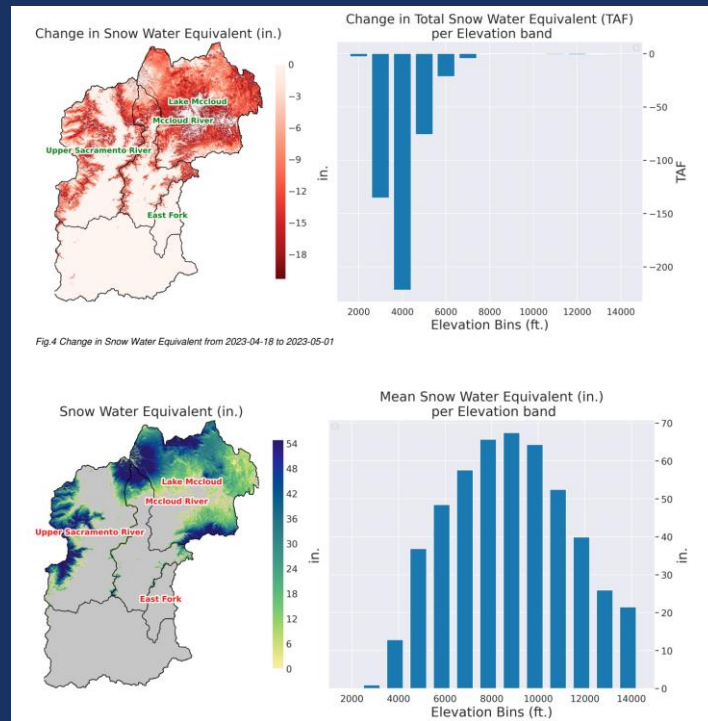 Change in Snow Water Equivalent (in.)
0
−3
−6
−9
−12
−15
−18
in.
Lake Mccloud
Mccloud River
Upper Sacramento River
East Fork
Change in Total Snow Water Equivalent (TAF)
per Elevation band
0
−50
−100
−150
−200
TAF
2000 4000 6000 8000 10000 12000 14000
Elevation Bins (ft.)
Fig.4 Change in Snow Water Equivalent from 2023-04-18 to 2023-05-01
Snow Water Equivalent (in.)
54
48
42
36
30
24
18
12
6
0
in.
Lake Mccloud
Mccloud River
Upper Sacramento River
East Fork
Mean Snow Water Equivalent (in.)
per Elevation band
70
60
50
40
30
20
10
0
in.
2000 4000 6000 8000 10000 12000 14000
Elevation Bins (ft.)